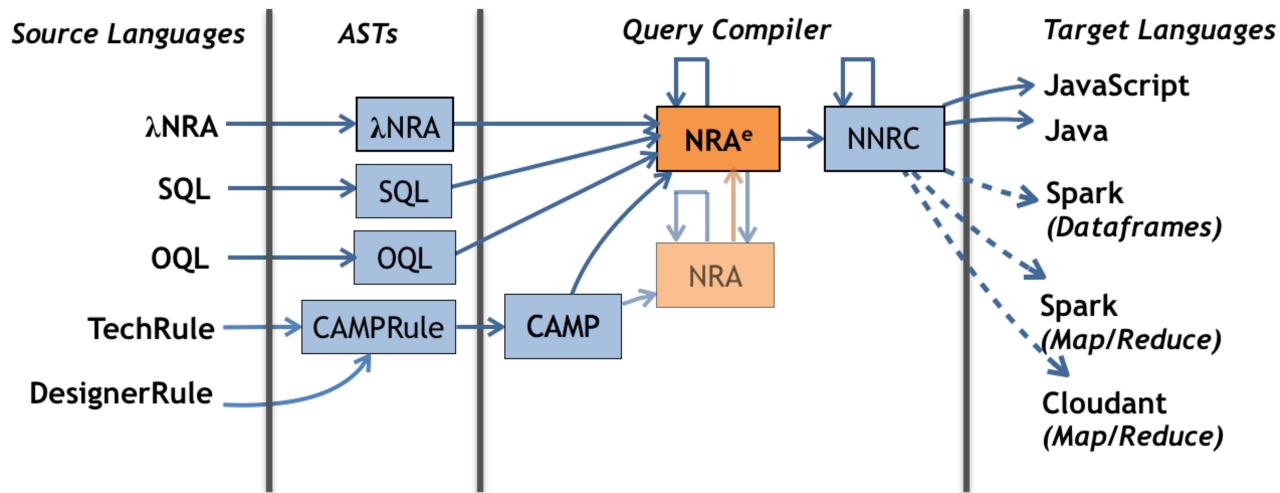 Source Languages
ASTs
Query Compiler
Target Languages
λNRA
λNRA
SQL
SQL
OQL
OQL
TechRule
CAMPRule
DesignerRule
CAMP
NRAᵉ
NRA
NNRC
JavaScript
Java
Spark
(Dataframes)
Spark
(Map/Reduce)
Cloudant
(Map/Reduce)